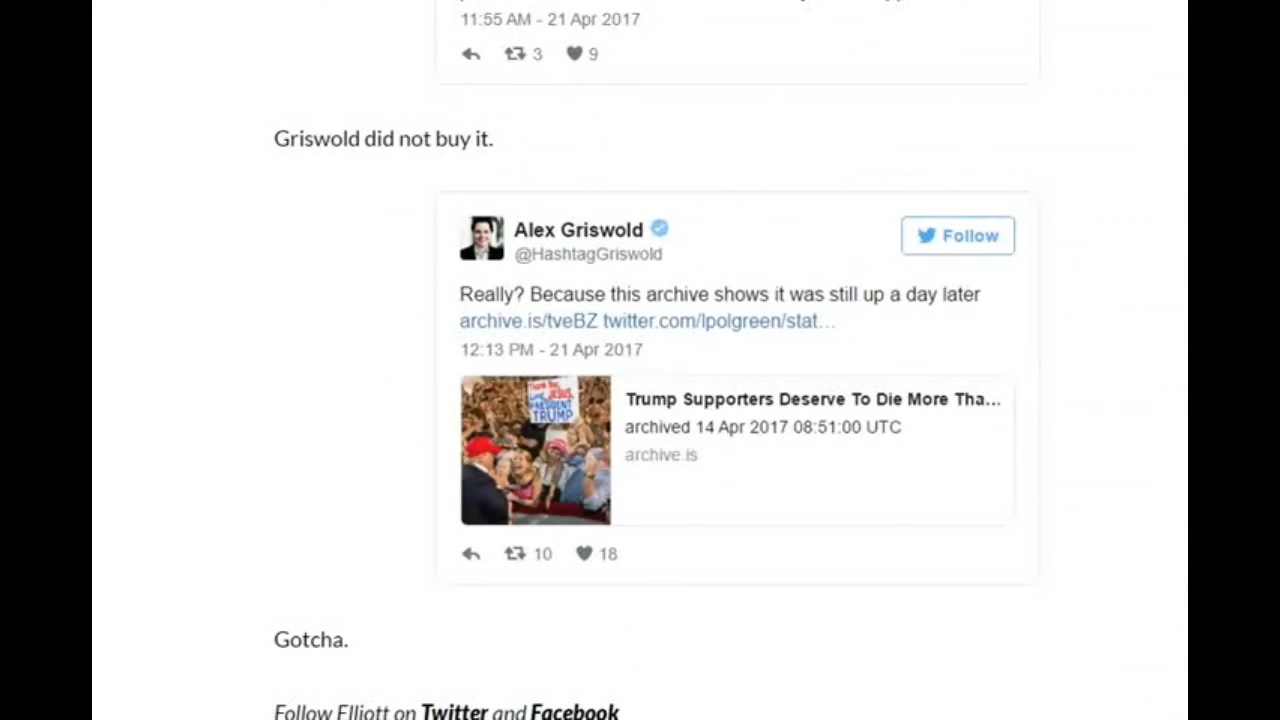 11:55 AM - 21 Apr 2017
3 9
Griswold did not buy it.
Alex Griswold
@HashtagGriswold
Follow
Really? Because this archive shows it was still up a day later
archive.is/tveBZ twitter.com/lpolgreen/stat…
12:13 PM - 21 Apr 2017
JESUS
PRESIDENT
TRUMP
Trump Supporters Deserve To Die More Tha...
archived 14 Apr 2017 08:51:00 UTC
archive.is
10 18
Gotcha.
Follow Elliott on Twitter and Facebook